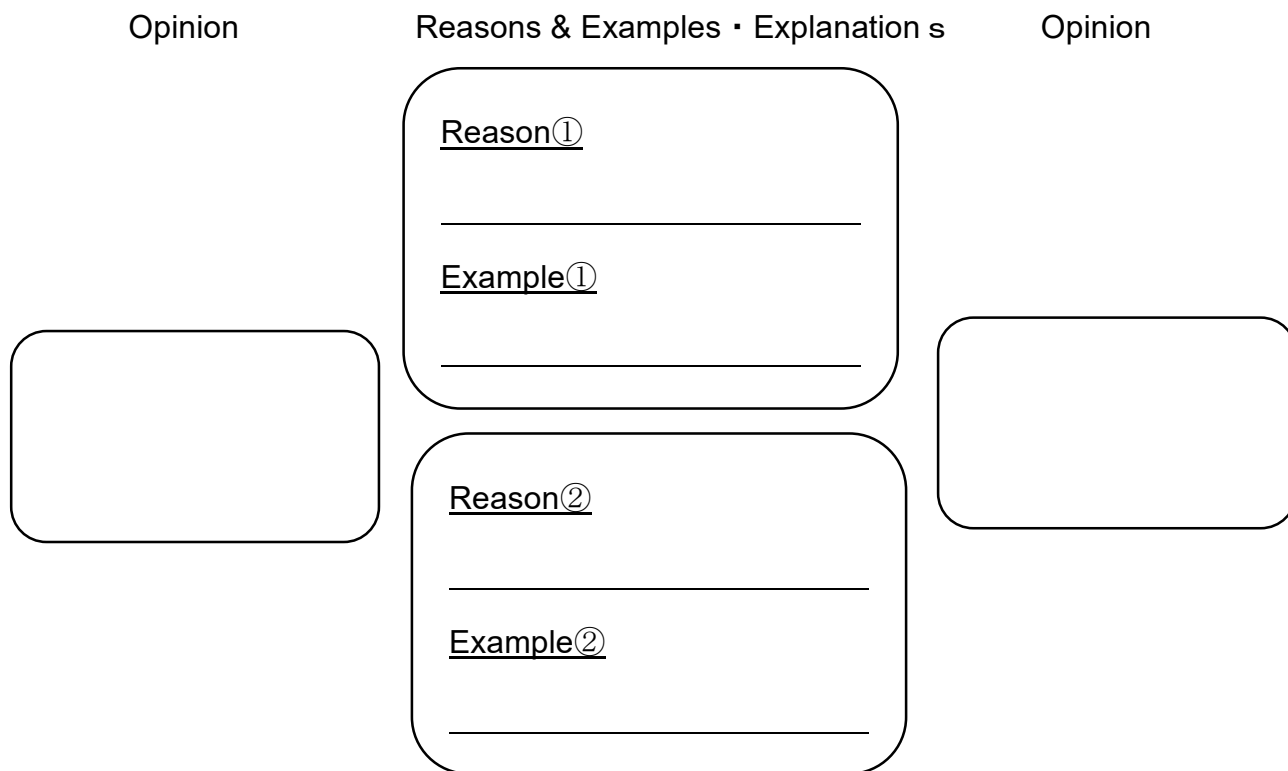 Opinion
Reasons & Examples・Explanation ｓ
Opinion
Reason①
Example①
Reason②
Example②